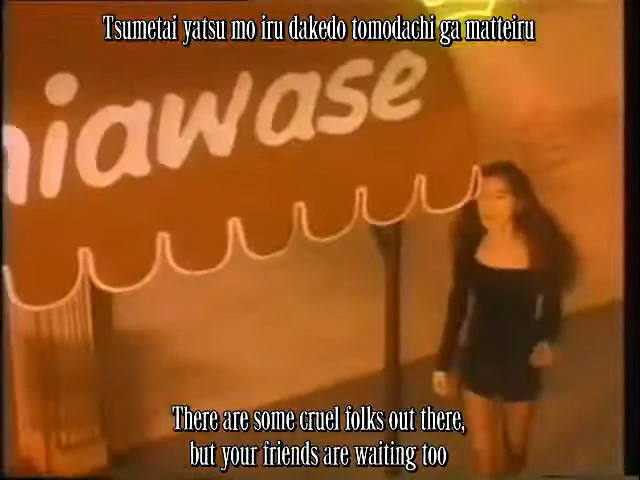 Tsumetai yatsu mo iru dakedo tomodachi ga matteiru
niawase
There are some cruel folks out there,
but your friends are waiting too